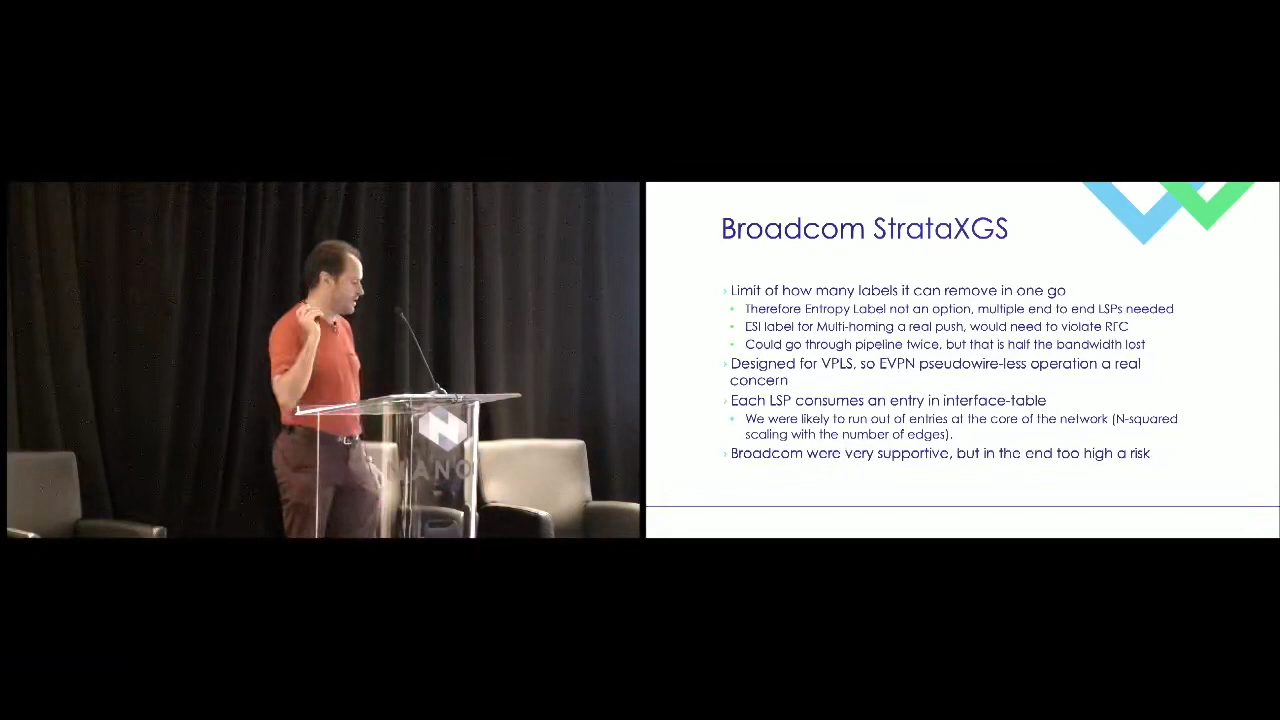 Broadcom StrataXGS
Limit of how many labels it can remove in one go
Therefore Entropy Label not an option, multiple end to end LSPs needed
ESI label for Multi-homing a real push, would need to violate RFC
Could go through pipeline twice, but that is half the bandwidth lost
Designed for VPLS, so EVPN pseudowire-less operation a real
concern
Each LSP consumes an entry in interface-table
We were likely to run out of entries at the core of the network (N-squared
scaling with the number of edges).
Broadcom were very supportive, but in the end too high a risk
NANO